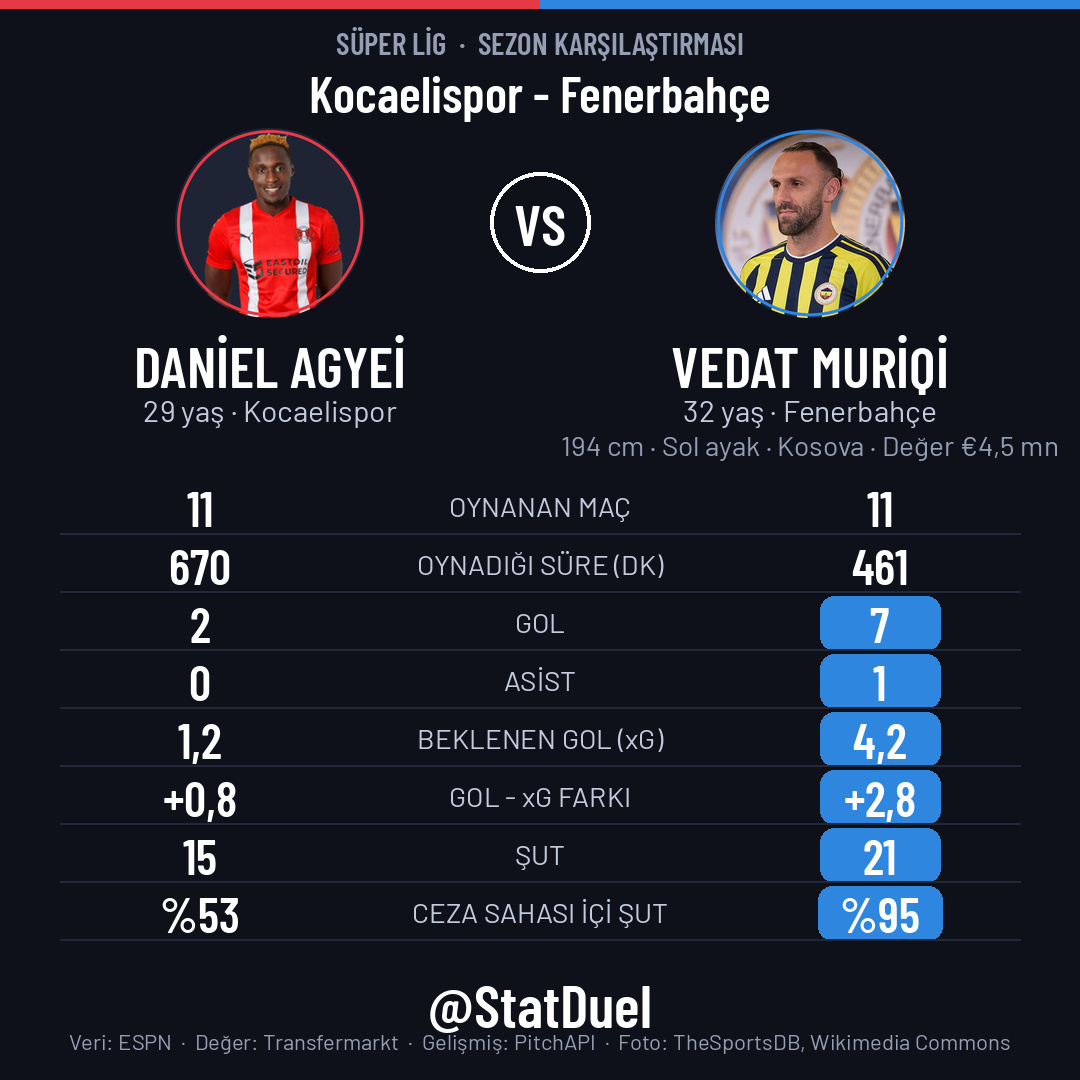 SÜPER LİG · SEZON KARŞILAŞTIRMASI
Kocaelispor - Fenerbahçe
VS
EASTDIL
SECURED
DANİEL AGYEİ
29 yaş · Kocaelispor
VEDAT MURİQİ
32 yaş · Fenerbahçe
194 cm · Sol ayak · Kosova · Değer €4,5 mn
11 OYNANAN MAÇ 11
670 OYNADIĞI SÜRE (DK) 461
2 GOL 7
0 ASİST 1
1,2 BEKLENEN GOL (xG) 4,2
+0,8 GOL - xG FARKI +2,8
15 ŞUT 21
%53 CEZA SAHASI İÇİ ŞUT %95
@StatDuel
Veri: ESPN · Değer: Transfermarkt · Gelişmiş: PitchAPI · Foto: TheSportsDB, Wikimedia Commons